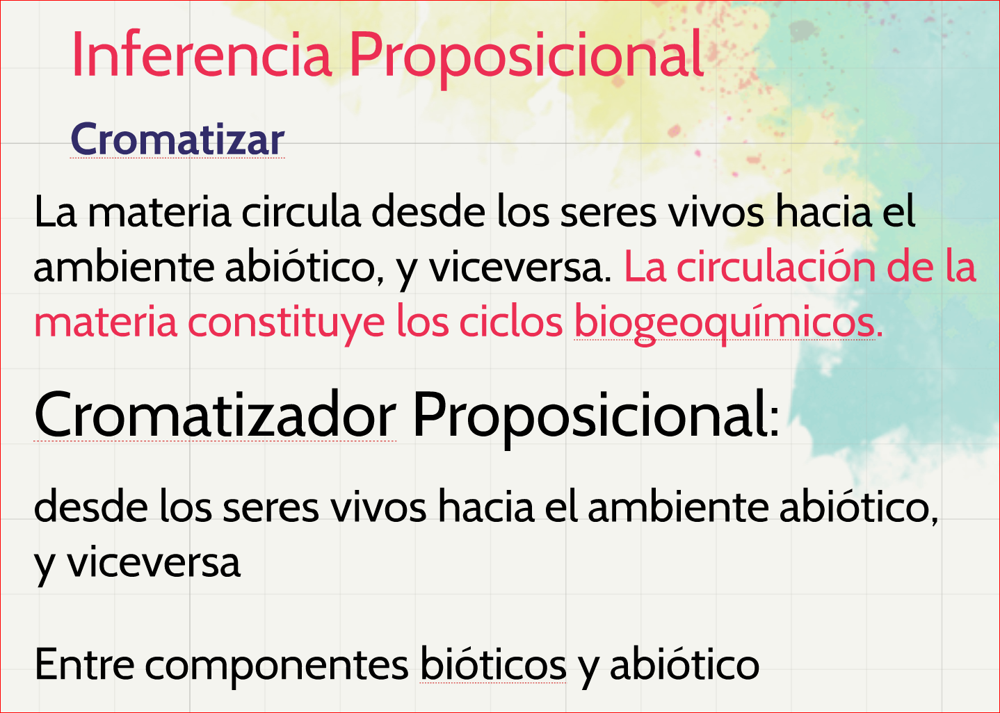 Inferencia Proposicional
Cromatizar
La materia circula desde los seres vivos hacia el
ambiente abiótico, y viceversa. La circulación de la
materia constituye los ciclos biogeoquímicos.
Cromatizador Proposicional:
desde los seres vivos hacia el ambiente abiótico,
y viceversa
Entre componentes bióticos y abiótico